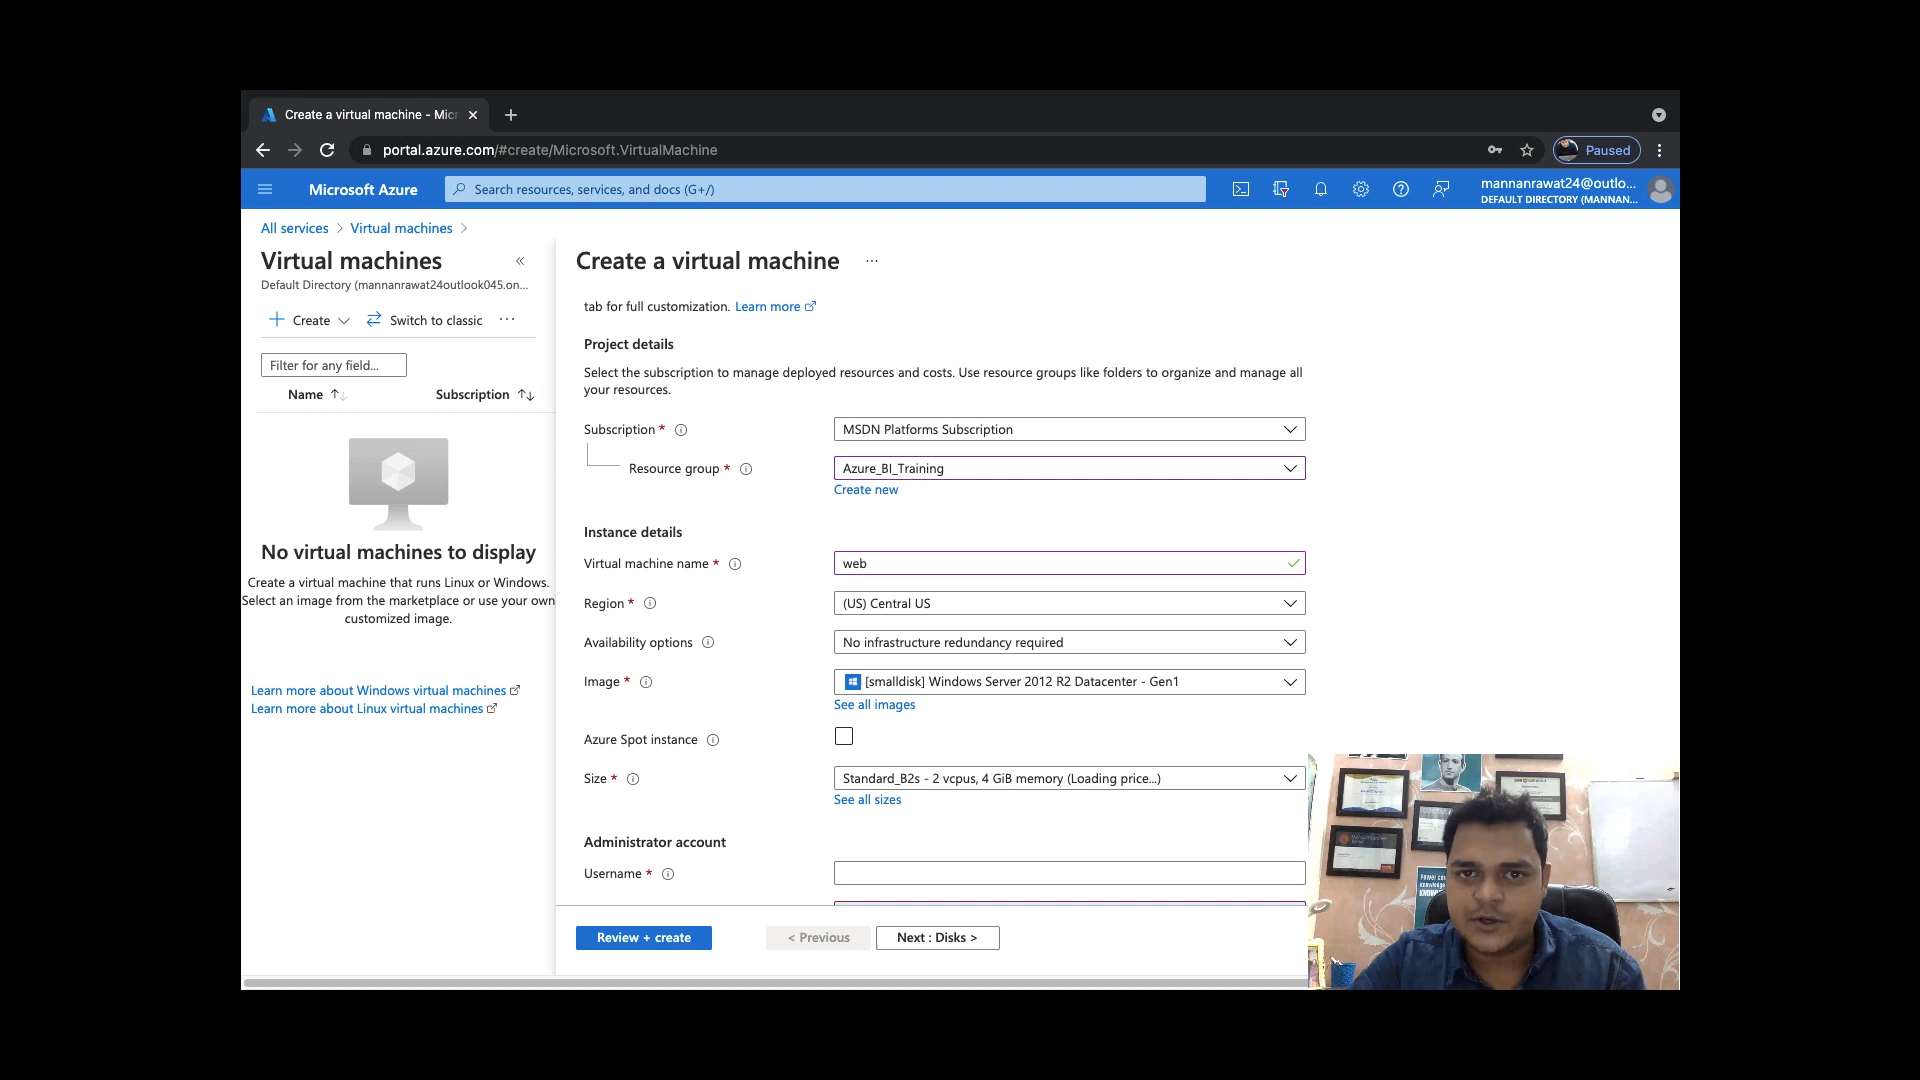 Create a virtual machine - Micr
portal.azure.com/#create/Microsoft.VirtualMachine
Paused
Microsoft Azure
Search resources, services, and docs (G+/)
mannanrawat24@outlo...
DEFAULT DIRECTORY (MANNAN...
All services > Virtual machines >
Virtual machines
Default Directory (mannanrawat24outlook045.on...
Create
Switch to classic
Filter for any field...
Name
Subscription
No virtual machines to display
Create a virtual machine that runs Linux or Windows.
Select an image from the marketplace or use your own
customized image.
Learn more about Windows virtual machines
Learn more about Linux virtual machines
Create a virtual machine
tab for full customization. Learn more
Project details
Select the subscription to manage deployed resources and costs. Use resource groups like folders to organize and manage all
your resources.
Subscription *
MSDN Platforms Subscription
Resource group *
Azure_BI_Training
Create new
Instance details
Virtual machine name *
web
Region *
(US) Central US
Availability options
No infrastructure redundancy required
Image *
[smalldisk] Windows Server 2012 R2 Datacenter - Gen1
See all images
Azure Spot instance
Size *
Standard_B2s - 2 vcpus, 4 GiB memory (Loading price...)
See all sizes
Administrator account
Username *
Review + create
< Previous
Next : Disks >